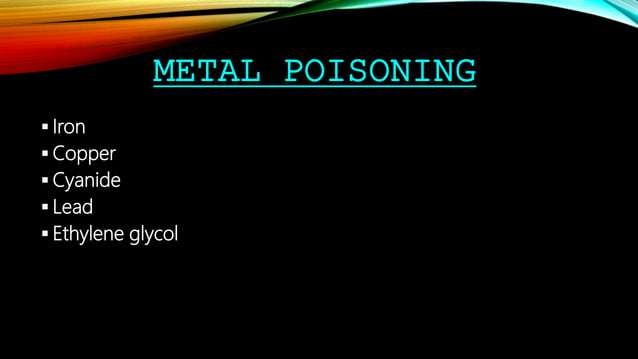 METAL POISONING
▪ Iron
▪ Copper
▪ Cyanide
▪ Lead
▪ Ethylene glycol